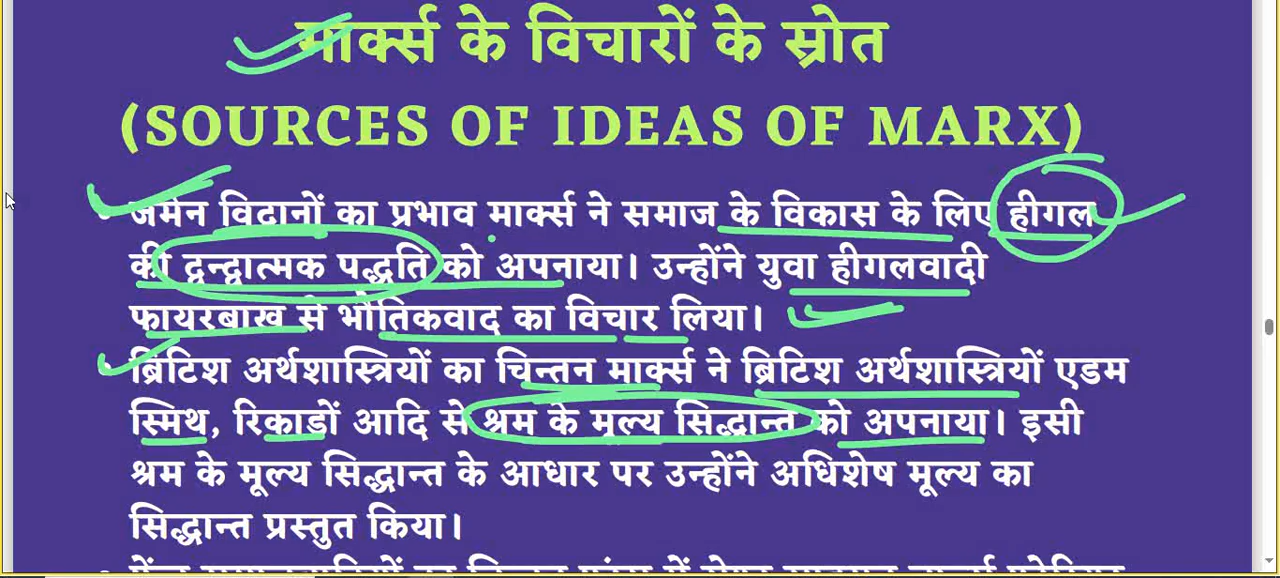 मार्क्स के विचारों के स्रोत
(SOURCES OF IDEAS OF MARX)
• जर्मन विद्वानों का प्रभाव मार्क्स ने समाज के विकास के लिए हीगल
की द्वन्द्वात्मक पद्धति को अपनाया। उन्होंने युवा हीगलवादी
फायरबाख से भौतिकवाद का विचार लिया।
• ब्रिटिश अर्थशास्त्रियों का चिन्तन मार्क्स ने ब्रिटिश अर्थशास्त्रियों एडम
स्मिथ, रिकार्डो आदि से श्रम के मूल्य सिद्धान्त को अपनाया। इसी
श्रम के मूल्य सिद्धान्त के आधार पर उन्होंने अधिशेष मूल्य का
सिद्धान्त प्रस्तुत किया।